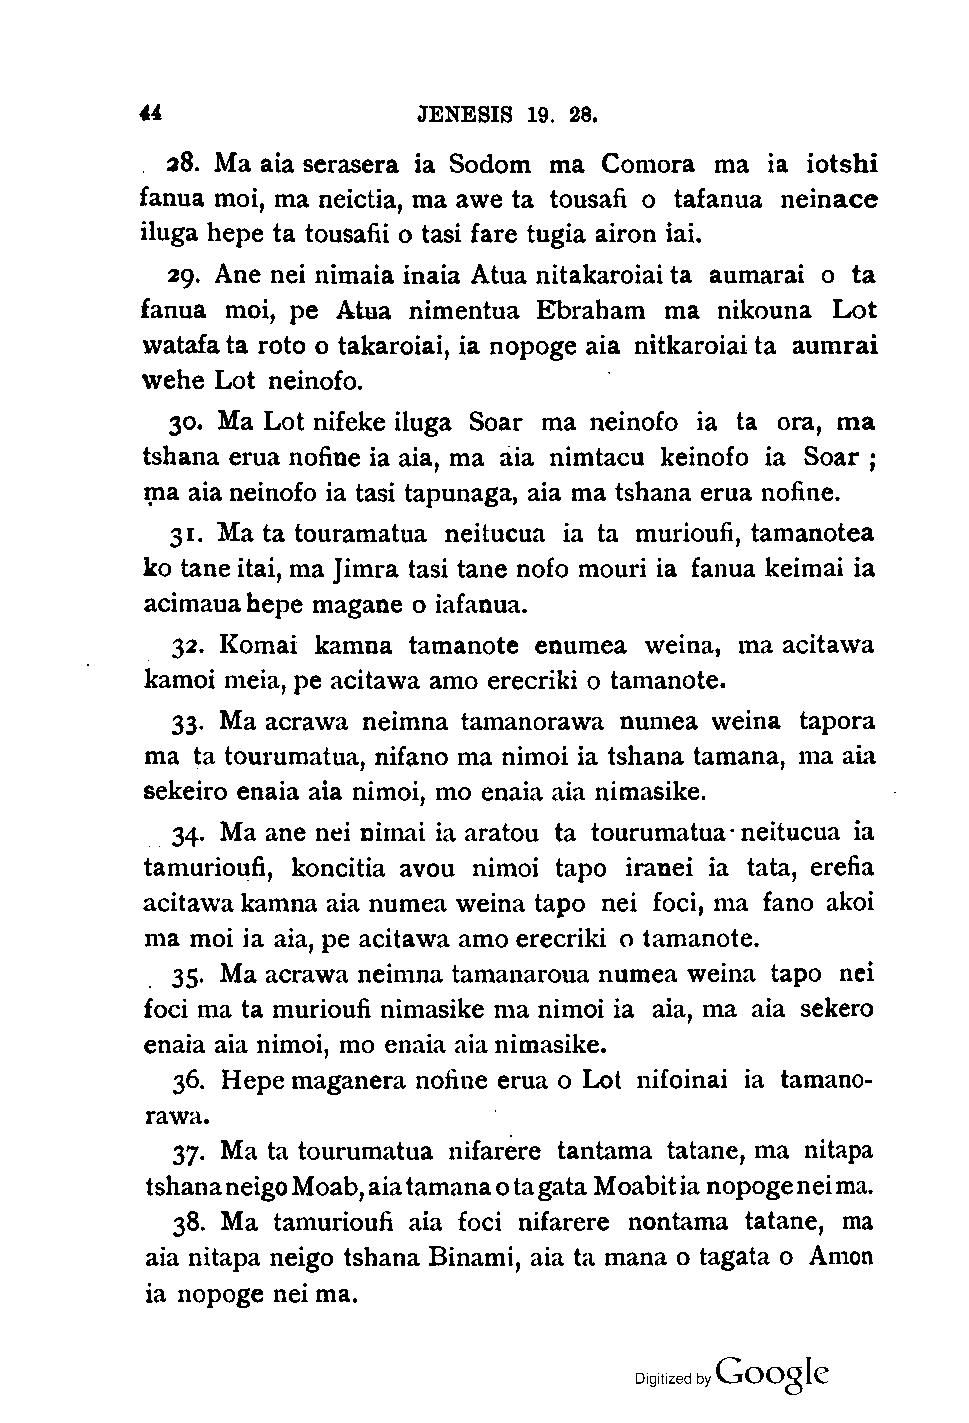 44 JENESIS 19. 28.
28. Ma aia serasera ia Sodom ma Comora ma ia iotshi
fanua moi, ma neictia, ma awe ta tousafi o tafanua neinace
iluga hepe ta tousafii o tasi fare tugia airon iai.
29. Ane nei nimaia inaia Atua nitakaroiai ta aumarai o ta
fanua moi, pe Atua nimentua Ebraham ma nikouna Lot
watafa ta roto o takaroiai, ia nopoge aia nitkaroiai ta aumrai
wehe Lot neinofo.
30. Ma Lot nifeke iluga Soar ma neinofo ia ta ora, ma
tshana erua nofine ia aia, ma aia nimtacu keinofo ia Soar ;
ma aia neinofo ia tasi tapunaga, aia ma tshana erua nofine.
31. Ma ta touramatua neitucua ia ta murioufi, tamanotea
ko tane itai, ma Jimra tasi tane nofo mouri ia fanua keimai ia
acimaua hepe magane o iafanua.
32. Komai kamna tamanote enumea weina, ma acitawa
kamoi meia, pe acitawa amo erecriki o tamanote.
33. Ma acrawa neimna tamanorawa numea weina tapora
ma ta tourumatua, nifano ma nimoi ia tshana tamana, ma aia
sekeiro enaia aia nimoi, mo enaia aia nimasike.
34. Ma ane nei nimai ia aratou ta tourumatua neitucua ia
tamurioufi, koncitia avou nimoi tapo iranei ia tata, erefia
acitawa kamna aia numea weina tapo nei foci, ma fano akoi
ma moi ia aia, pe acitawa amo erecriki o tamanote.
35. Ma acrawa neimna tamanaroua numea weina tapo nei
foci ma ta murioufi nimasike ma nimoi ia aia, ma aia sekero
enaia aia nimoi, mo enaia aia nimasike.
36. Hepe maganera nofine erua o Lot nifoinai ia tamano-
rawa.
37. Ma ta tourumatua nifarere tantama tatane, ma nitapa
tshana neigo Moab, aia tamana o ta gata Moabit ia nopoge nei ma.
38. Ma tamurioufi aia foci nifarere nontama tatane, ma
aia nitapa neigo tshana Binami, aia ta mana o tagata o Amon
ia nopoge nei ma.
Digitized by Google